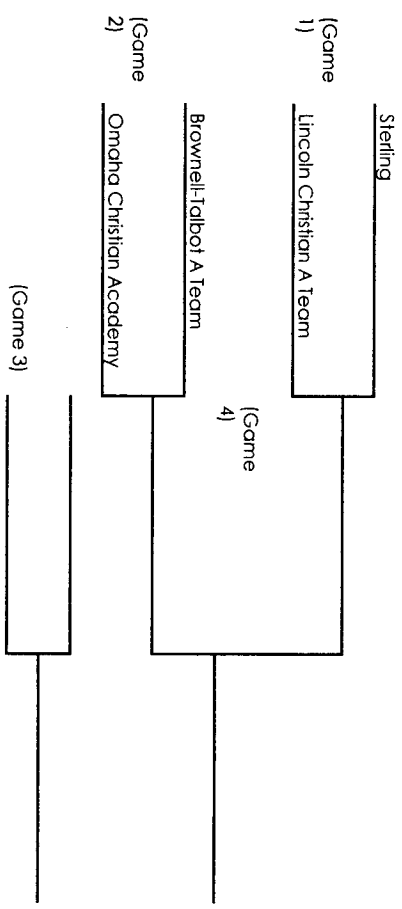 Sterling
(Game
1)
Lincoln Christian A Team
(Game
4)
Brownell-Talbot A Team
(Game
2)
Omaha Christian Academy
(Game 3)